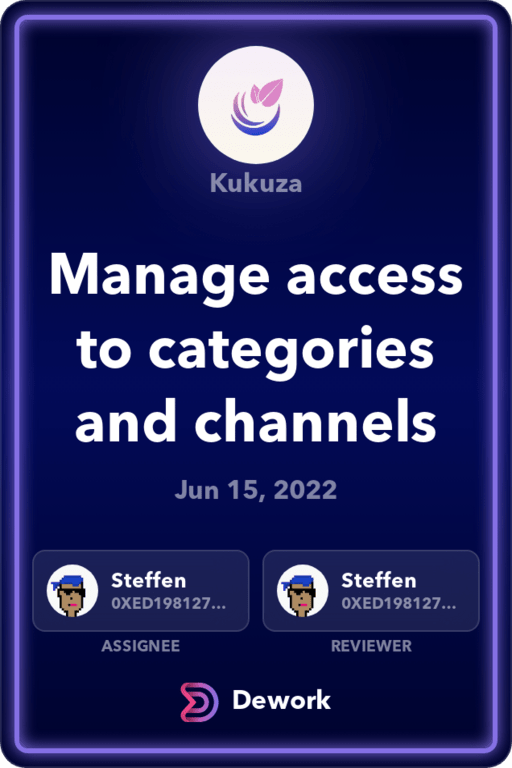 Kukuza
Manage access
to categories
and channels
Jun 15, 2022
Steffen
0XED198127...
ASSIGNEE
Steffen
0XED198127...
REVIEWER
Dework